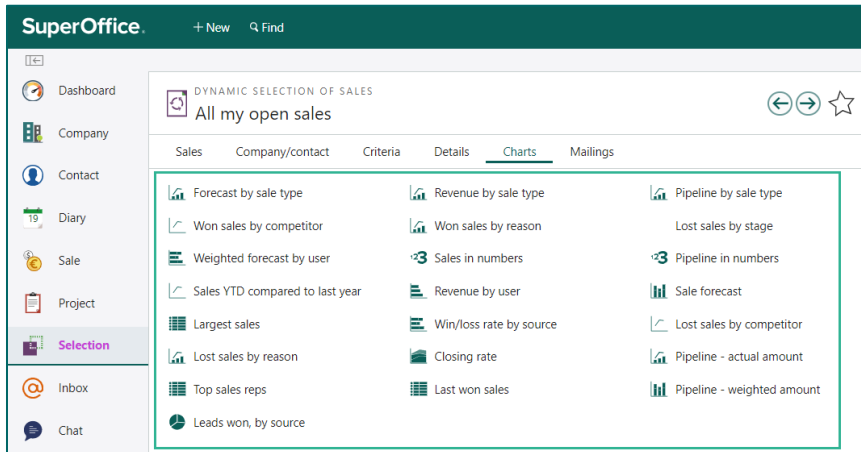 SuperOffice.
+ New
Find
Dashboard
Company
Contact
19
Diary
Sale
Project
Selection
Inbox
Chat
DYNAMIC SELECTION OF SALES
All my open sales
Sales Company/contact Criteria Details Charts Mailings
Forecast by sale type Revenue by sale type Pipeline by sale type
Won sales by competitor Won sales by reason Lost sales by stage
Weighted forecast by user 123 Sales in numbers 123 Pipeline in numbers
Sales YTD compared to last year Revenue by user Sale forecast
Largest sales Win/loss rate by source Lost sales by competitor
Lost sales by reason Closing rate Pipeline - actual amount
Top sales reps Last won sales Pipeline - weighted amount
Leads won, by source